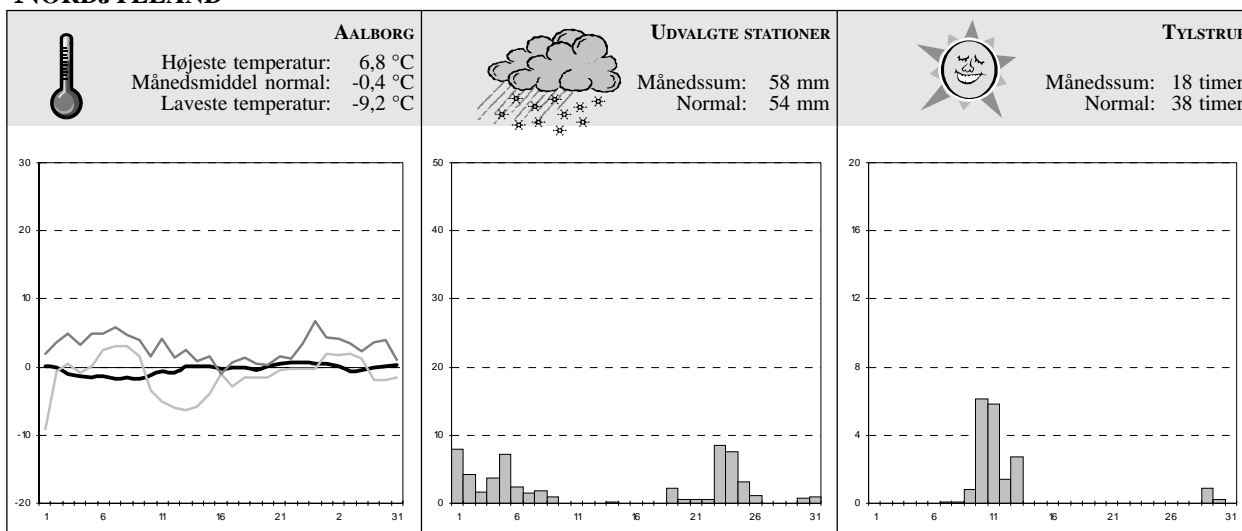 NORDJYLLAND
AALBORG
Højeste temperatur: 6,8 °C
Månedsmiddel normal: -0,4 °C
Laveste temperatur: -9,2 °C
30
20
10
0
-10
-20
1 6 11 16 21 2 31
UDVALGTE STATIONER
Månedssum: 58 mm
Normal: 54 mm
50
40
30
20
10
0
1 6 11 16 21 26 31
TYLSTRUP
Månedssum: 18 timer
Normal: 38 timer
20
16
12
8
4
0
1 6 11 16 21 26 31